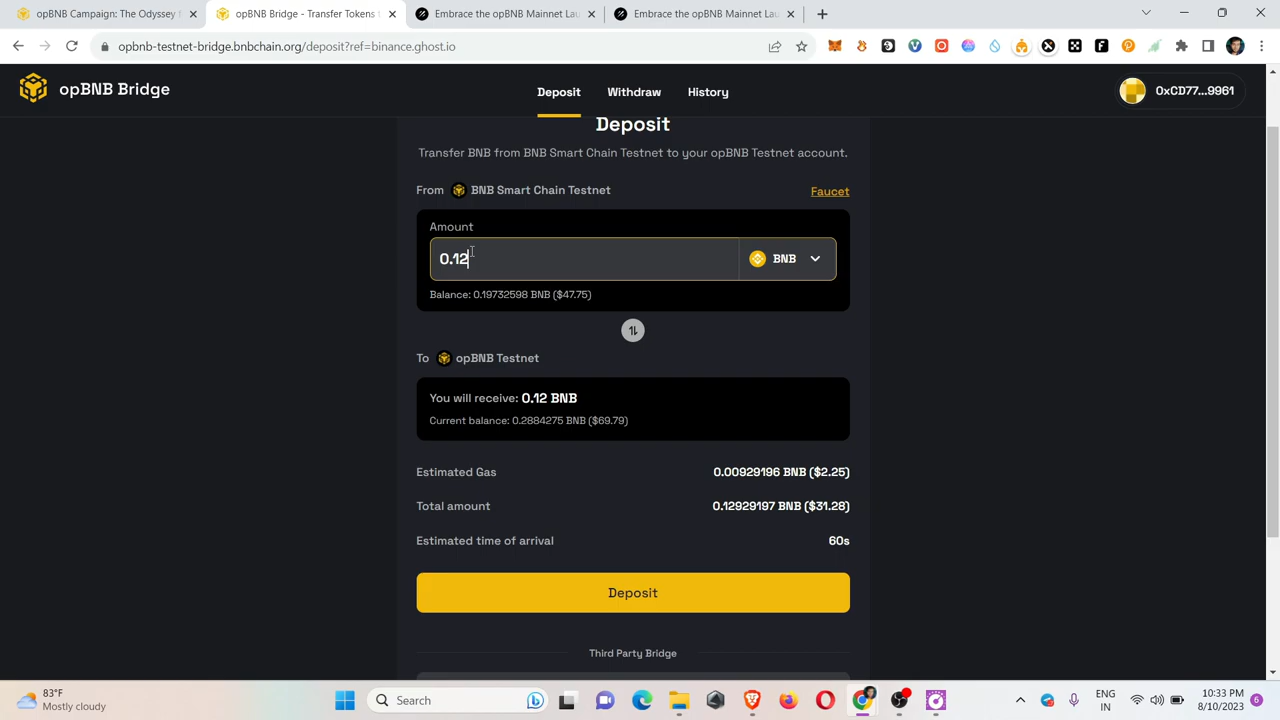 opBNB Campaign: The Odyssey
opBNB Bridge - Transfer Tokens
Embrace the opBNB Mainnet Lau
Embrace the opBNB Mainnet Lau
opbnb-testnet-bridge.bnbchain.org/deposit?ref=binance.ghost.io
opBNB Bridge
Deposit
Withdraw
History
0xCD77...9961
Deposit
Transfer BNB from BNB Smart Chain Testnet to your opBNB Testnet account.
From BNB Smart Chain Testnet
Faucet
Amount
0.12
BNB
Balance: 0.19732598 BNB ($47.75)
To opBNB Testnet
You will receive: 0.12 BNB
Current balance: 0.2884275 BNB ($69.79)
Estimated Gas
0.00929196 BNB ($2.25)
Total amount
0.12929197 BNB ($31.28)
Estimated time of arrival
60s
Deposit
Third Party Bridge
83°F
Mostly cloudy
Search
ENG
IN
10:33 PM
8/10/2023
6